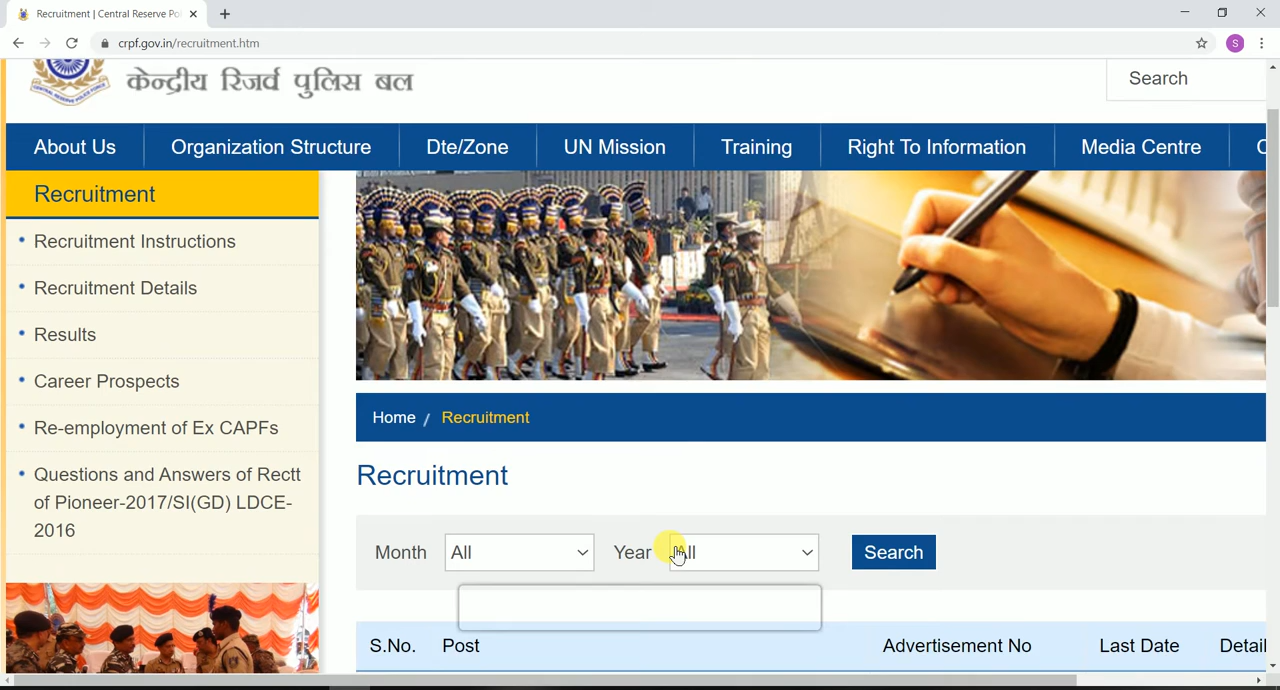 Recruitment | Central Reserve Po
crpf.gov.in/recruitment.htm
S
केन्द्रीय रिजर्व पुलिस बल
Search
About Us
Organization Structure
Dte/Zone
UN Mission
Training
Right To Information
Media Centre
Recruitment
Recruitment Instructions
Recruitment Details
Results
Career Prospects
Re-employment of Ex CAPFs
Questions and Answers of Rectt
of Pioneer-2017/SI(GD) LDCE-
2016
Home / Recruitment
Recruitment
Month All Year All Search
S.No. Post Advertisement No Last Date Detail